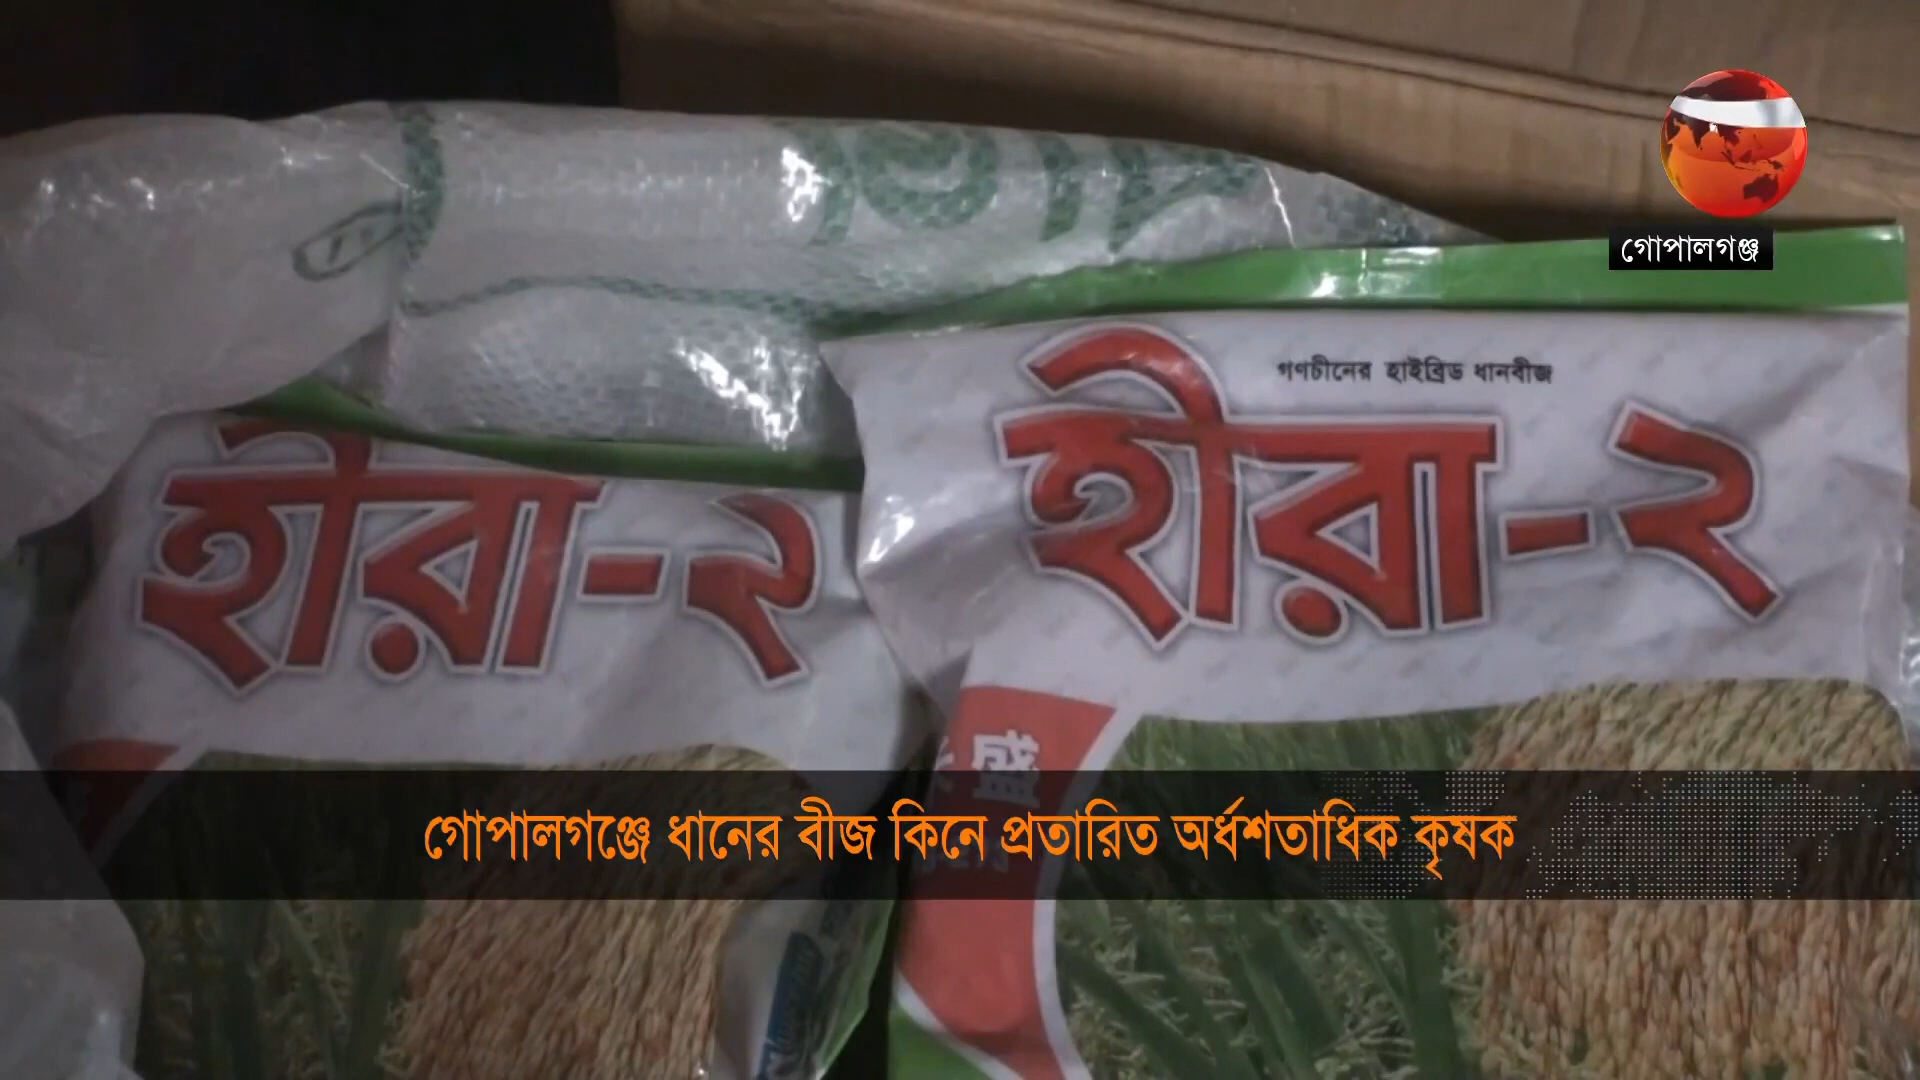 গোপালগঞ্জ
গণচীনের হাইব্রিড ধানবীজ
হীরা-২
হীরা-২
গোপালগঞ্জে ধানের বীজ কিনে প্রতারিত অর্ধশতাধিক কৃষক